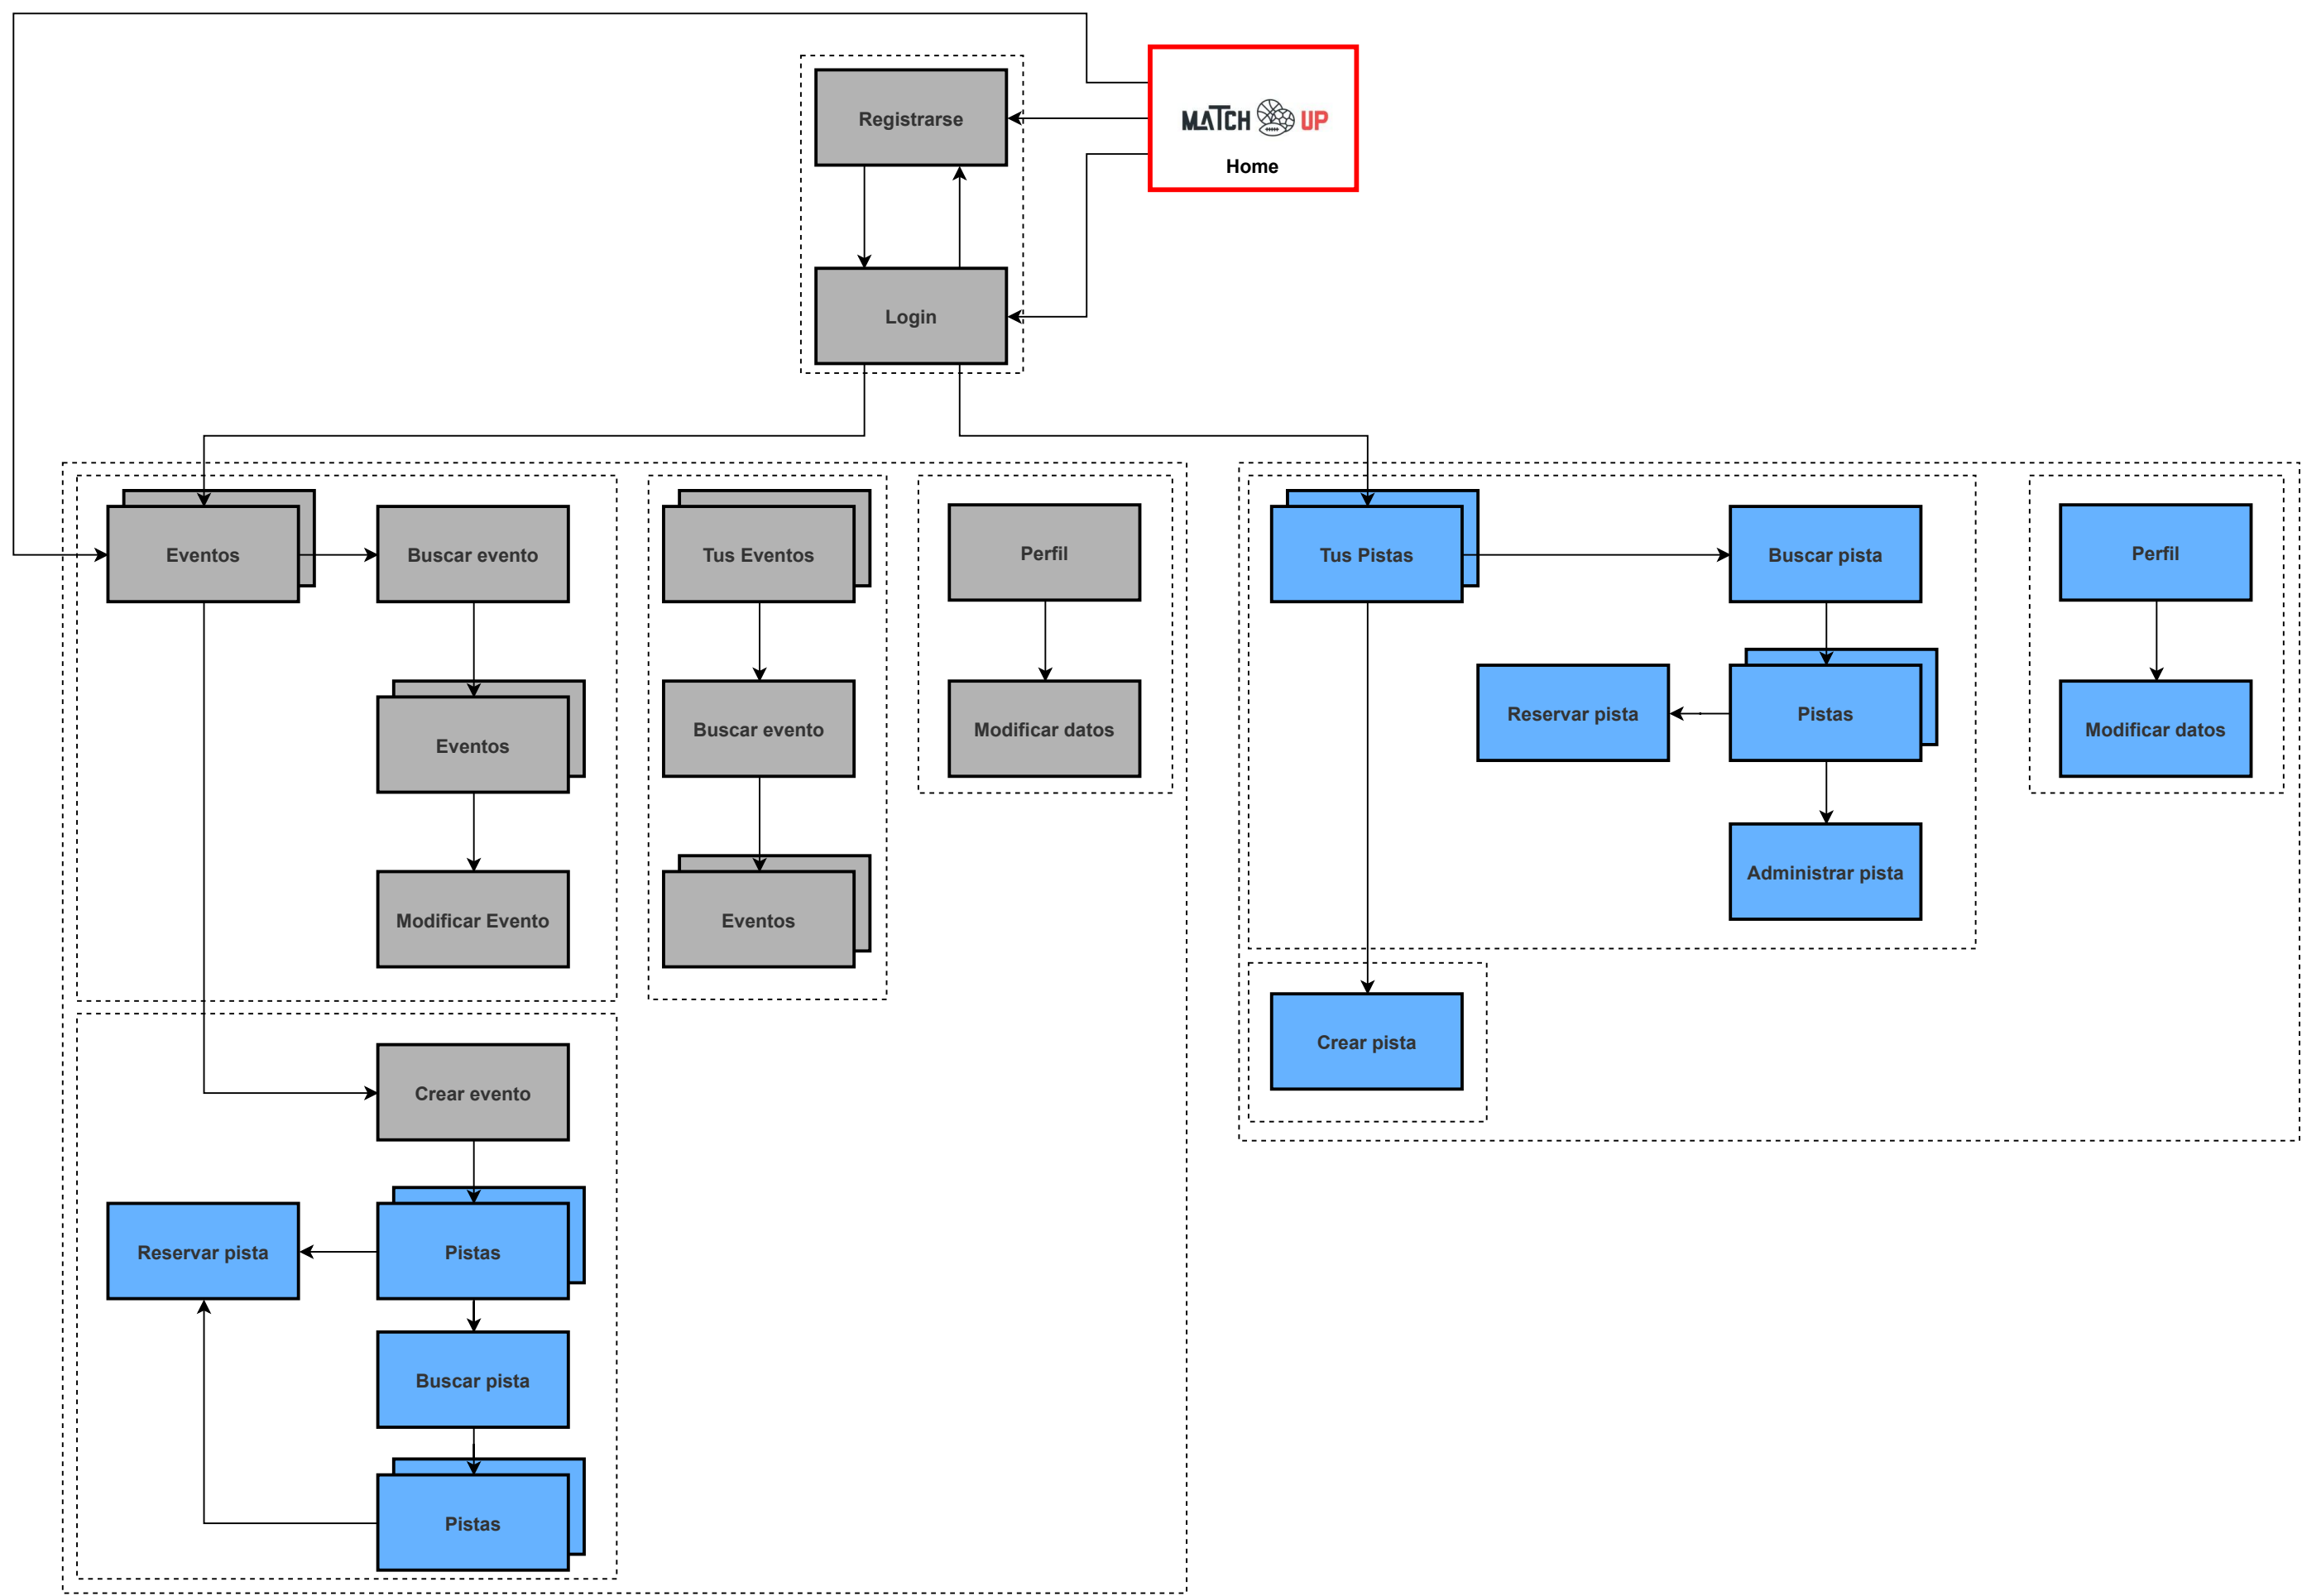 Registrarse
MATCH UP
Home
Login
Eventos
Buscar evento
Tus Eventos
Perfil
Tus Pistas
Buscar pista
Perfil
Eventos
Buscar evento
Modificar datos
Reservar pista
Pistas
Modificar datos
Modificar Evento
Eventos
Administrar pista
Crear pista
Crear evento
Reservar pista
Pistas
Buscar pista
Pistas